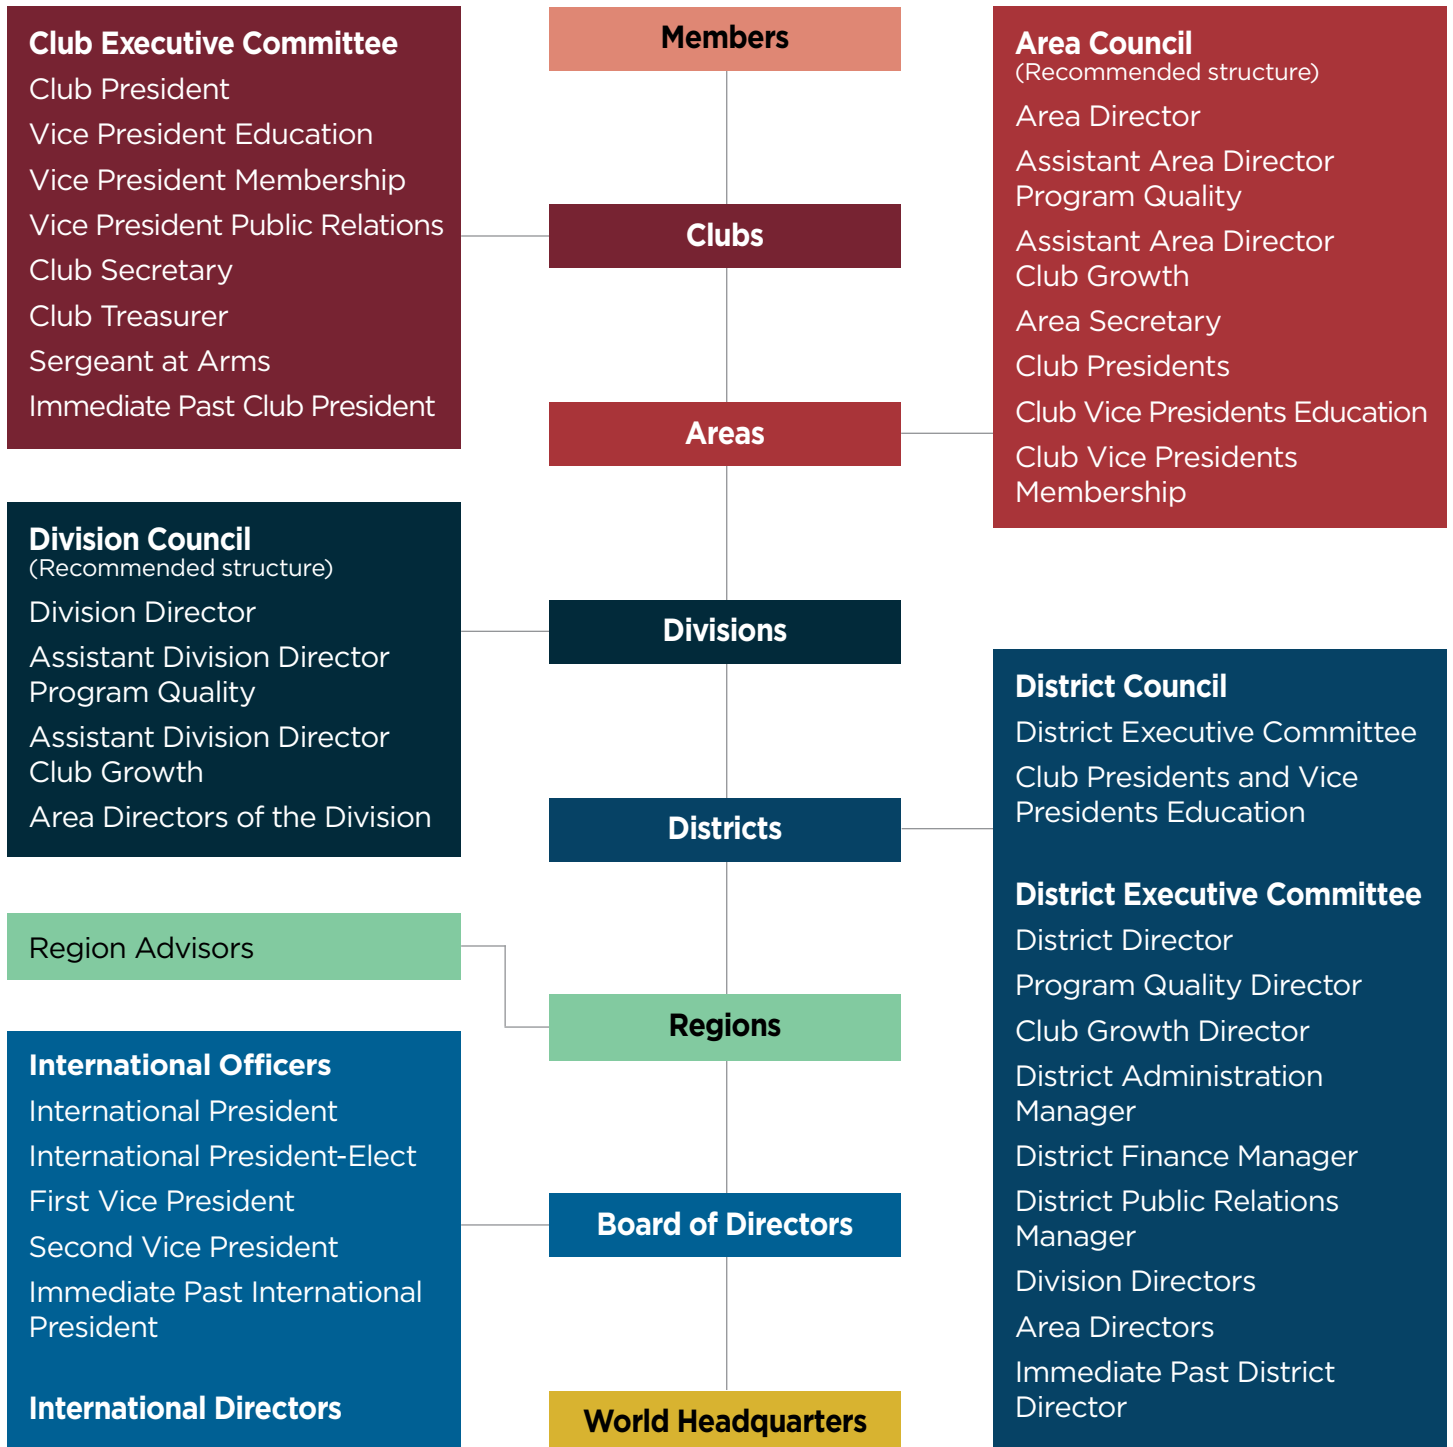 Club Executive Committee
Club President
Vice President Education
Vice President Membership
Vice President Public Relations
Club Secretary
Club Treasurer
Sergeant at Arms
Immediate Past Club President
Division Council
(Recommended structure)
Division Director
Assistant Division Director
Program Quality
Assistant Division Director
Club Growth
Area Directors of the Division
Region Advisors
International Officers
International President
International President-Elect
First Vice President
Second Vice President
Immediate Past International
President
International Directors
Members
Clubs
Areas
Divisions
Districts
Regions
Board of Directors
World Headquarters
Area Council
(Recommended structure)
Area Director
Assistant Area Director
Program Quality
Assistant Area Director
Club Growth
Area Secretary
Club Presidents
Club Vice Presidents Education
Club Vice Presidents
Membership
District Council
District Executive Committee
Club Presidents and Vice
Presidents Education
District Executive Committee
District Director
Program Quality Director
Club Growth Director
District Administration
Manager
District Finance Manager
District Public Relations
Manager
Division Directors
Area Directors
Immediate Past District
Director